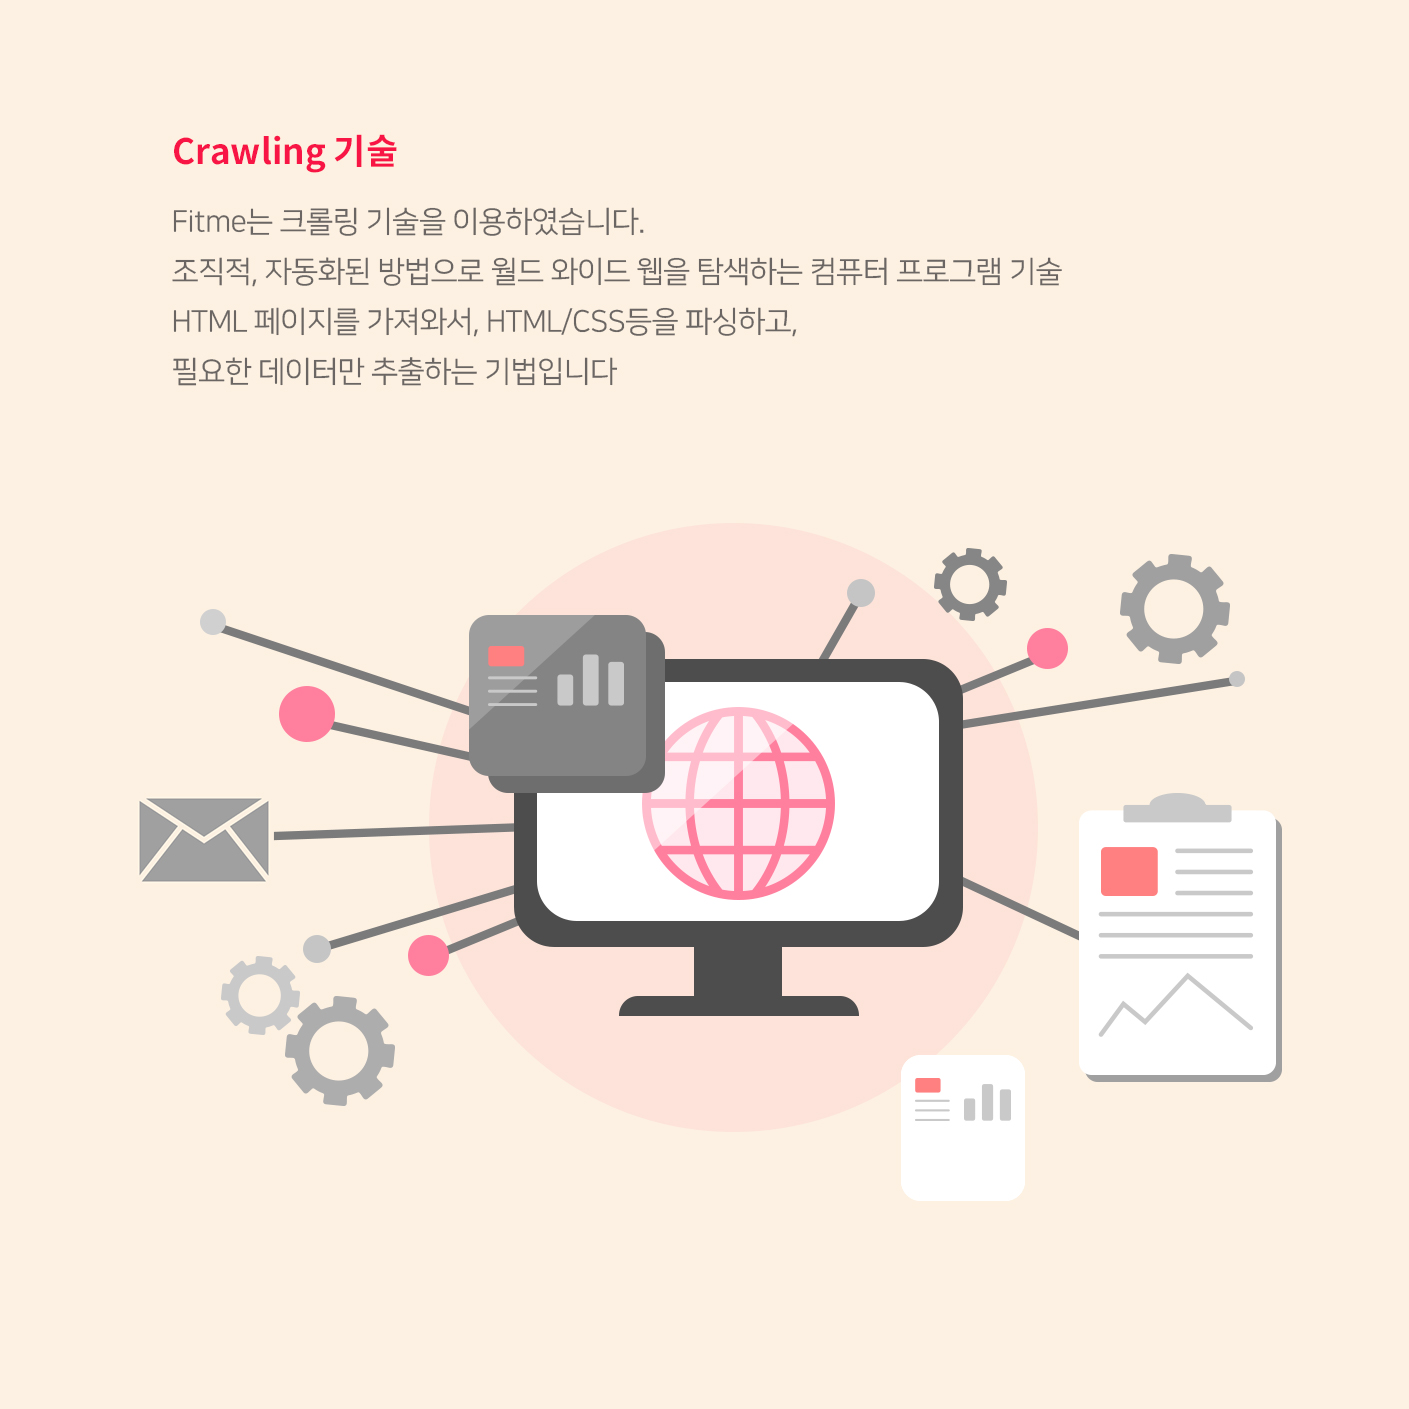 Crawling 기술
Fitme는 크롤링 기술을 이용하였습니다.
조직적, 자동화된 방법으로 월드 와이드 웹을 탐색하는 컴퓨터 프로그램 기술
HTML 페이지를 가져와서, HTML/CSS등을 파싱하고,
필요한 데이터만 추출하는 기법입니다